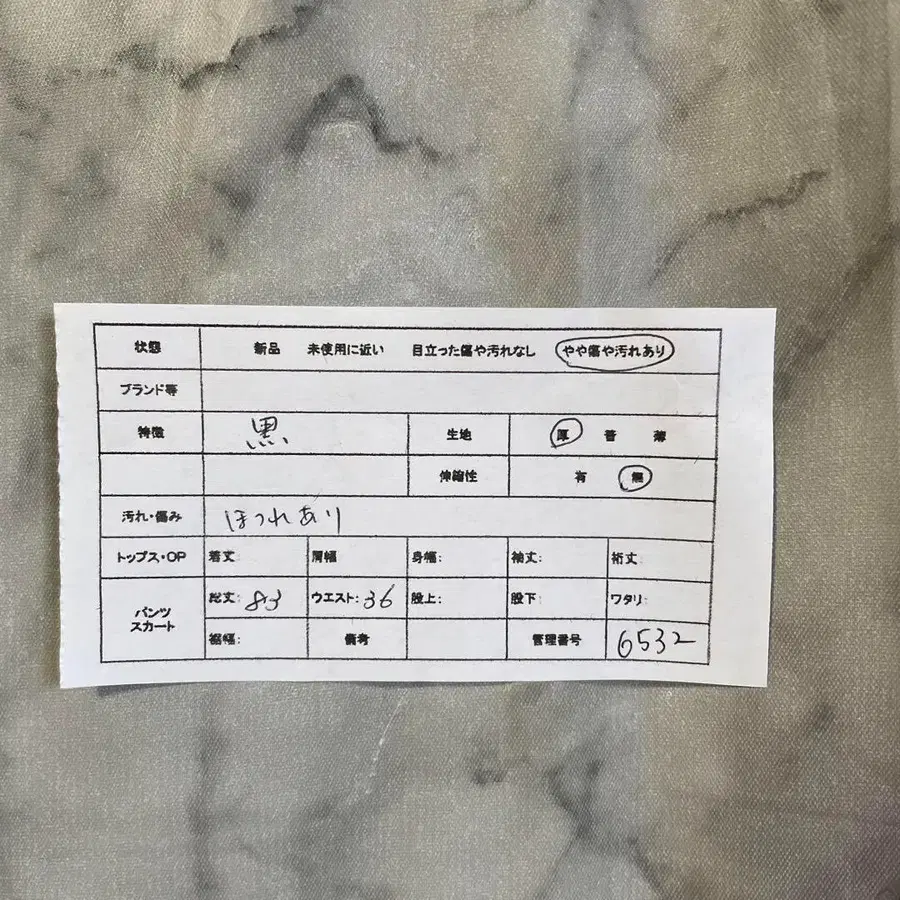 状態 新品 未使用に近い 目立った傷や汚れなし やや傷や汚れあり
ブランド等
特徴 黒 生地 厚 普 薄
伸縮性 有 無
汚れ・傷み ほつれあり
トップス・OP 着丈: 肩幅 身幅: 袖丈: 裄丈:
パンツ スカート 総丈: 83 ウエスト: 36 股上: 股下: ワタリ:
裾幅: 備考 管理番号 6532